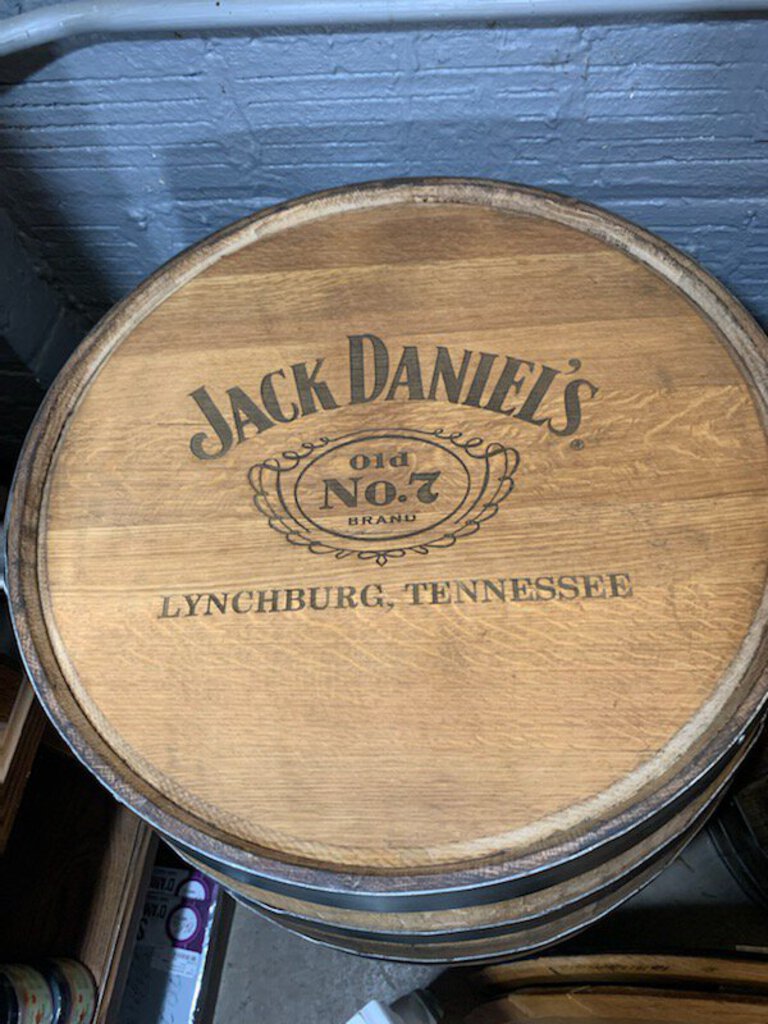 JACK DANIEL'S®
Old
No.7
BRAND
LYNCHBURG, TENNESSEE